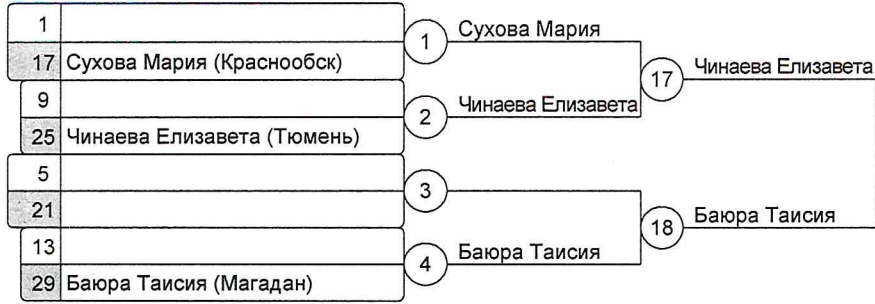 1
17 Сухова Мария (Краснообск)
1 Сухова Мария
9
25 Чинаева Елизавета (Тюмень)
2 Чинаева Елизавета
17 Чинаева Елизавета
5
21
3
13
29 Баюра Таисия (Магадан)
4 Баюра Таисия
18 Баюра Таисия